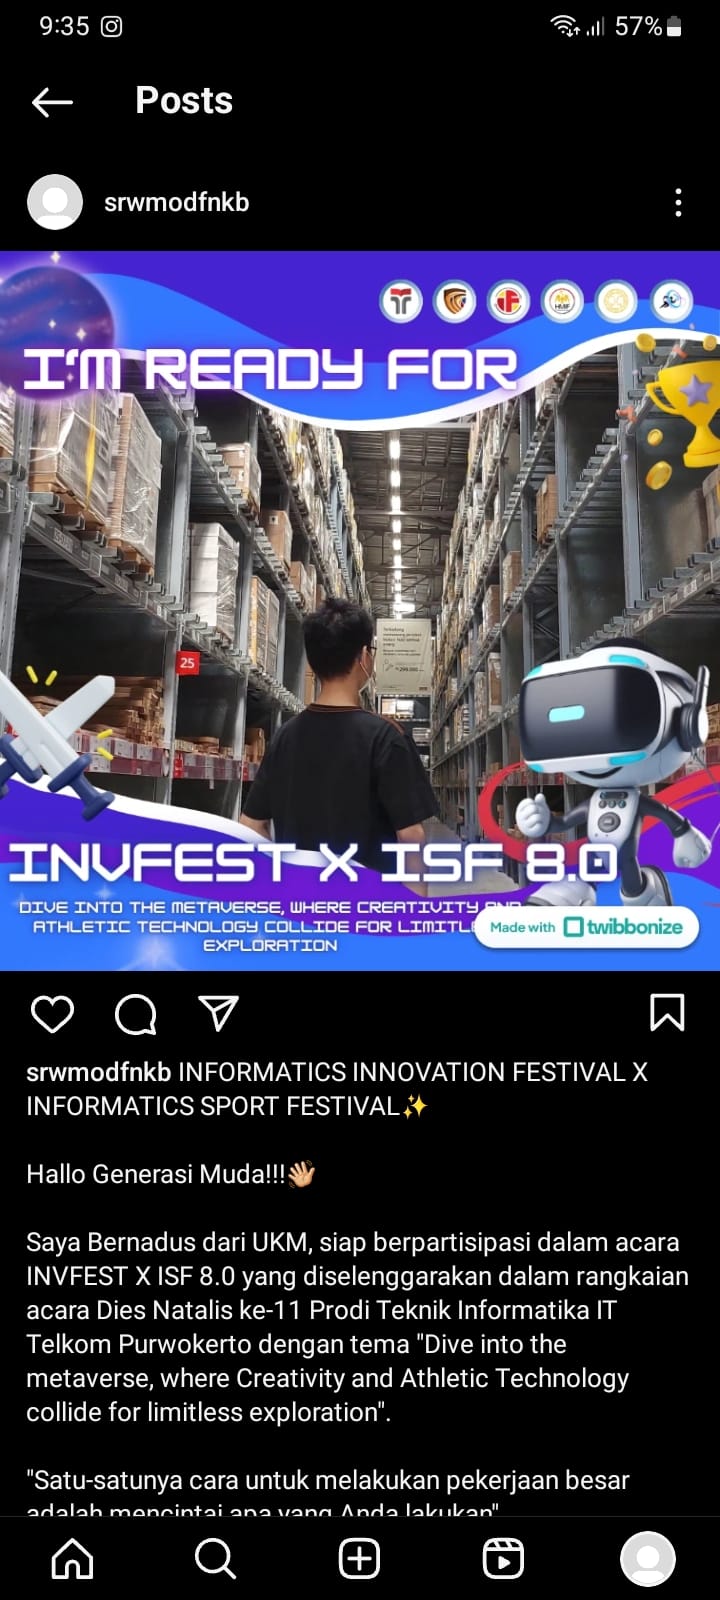 9:35
57%
Posts
srwmodfnkb
I'M READY FOR
25
INVFEST X ISF 8.0
DIVE INTO THE METAVERSE, WHERE CREATIVITY AND
ATHLETIC TECHNOLOGY COLLIDE FOR
EXPLORATION
Made with twibbonize
srwmodfnkb INFORMATICS INNOVATION FESTIVAL X
INFORMATICS SPORT FESTIVAL✨
Hallo Generasi Muda!!!👋🏼
Saya Bernadus dari UKM, siap berpartisipasi dalam acara
INVFEST X ISF 8.0 yang diselenggarakan dalam rangkaian
acara Dies Natalis ke-11 Prodi Teknik Informatika IT
Telkom Purwokerto dengan tema "Dive into the
metaverse, where Creativity and Athletic Technology
collide for limitless exploration".
"Satu-satunya cara untuk melakukan pekerjaan besar
adalah mencintai apa yang Anda lakukan"